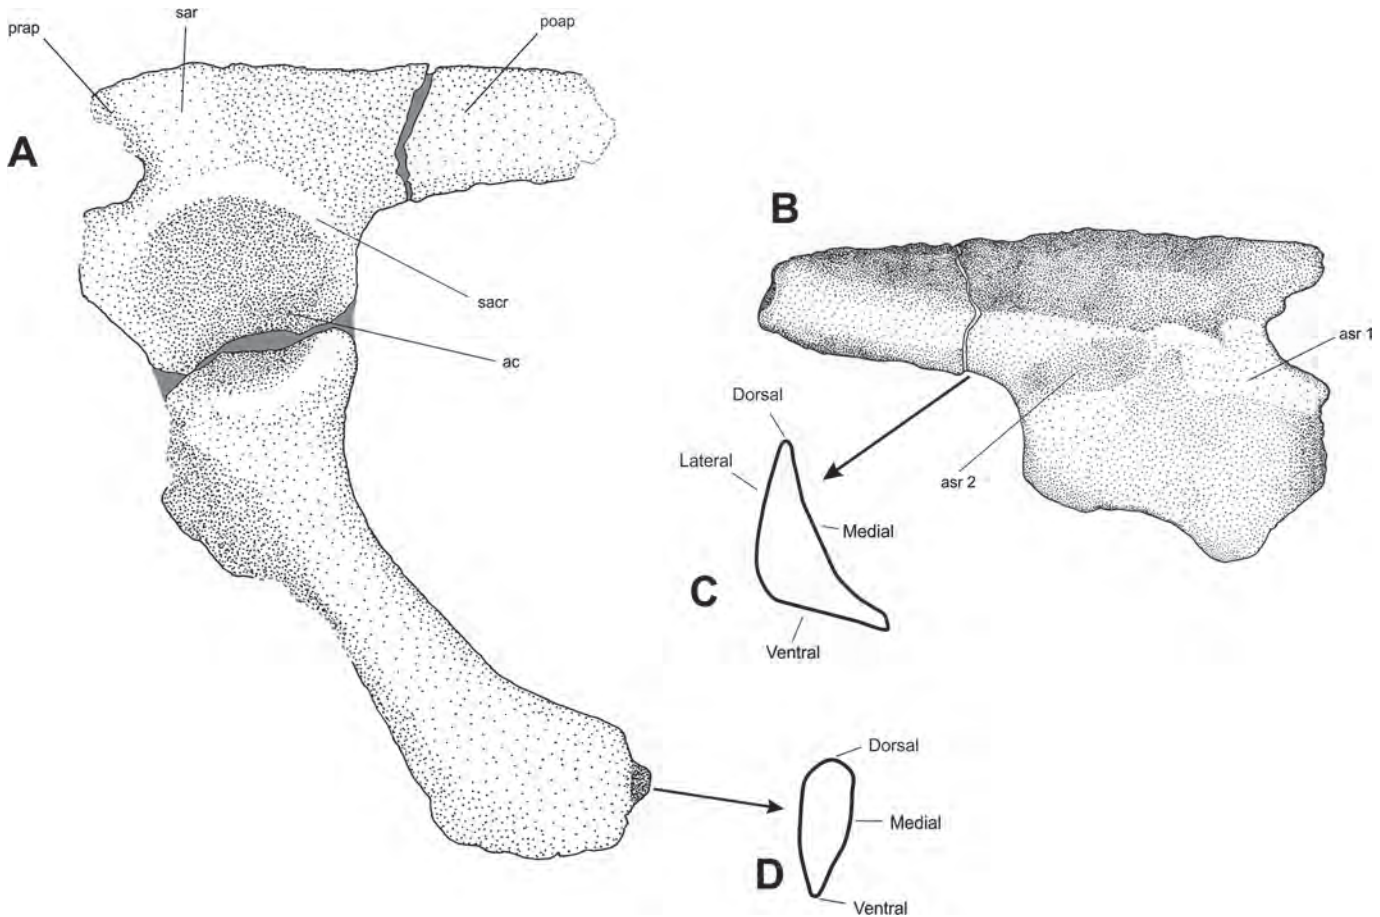 prap
sar
poap
A
sacr
ac
B
asr 1
asr 2
Dorsal
Lateral
Medial
C
Ventral
Dorsal
Medial
D
Ventral